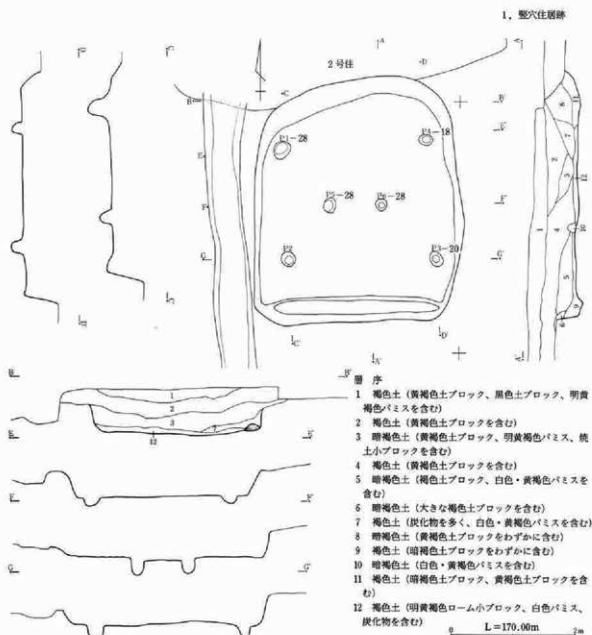 1，竪穴住居跡
2号住
P1-28
P4-18
P5-28
P6-28
P2
P3-20
層 序
1 褐色土（黄褐色土ブロック、黒色土ブロック、明黄
褐色パミスを含む）
2 褐色土（黄褐色土ブロックを含む）
3 暗褐色土（黄褐色土ブロック、明黄褐色パミス、焼
土小ブロックを含む）
4 褐色土（黄褐色土ブロックを含む）
5 暗褐色土（褐色土ブロック、白色・黄褐色パミスを
含む）
6 暗褐色土（大きな褐色土ブロックを含む）
7 褐色土（炭化物を多く、白色・黄褐色パミスを含む）
8 暗褐色土（黄褐色土ブロックをわずかに含む）
9 褐色土（暗褐色土ブロックをわずかに含む）
10 暗褐色土（白色・黄褐色パミスを含む）
11 褐色土（暗褐色土ブロック、黄褐色土ブロックを含
む）
12 褐色土（明黄褐色ローム小ブロック、白色パミス、
炭化物を含む）
0 L=170.00m 2m